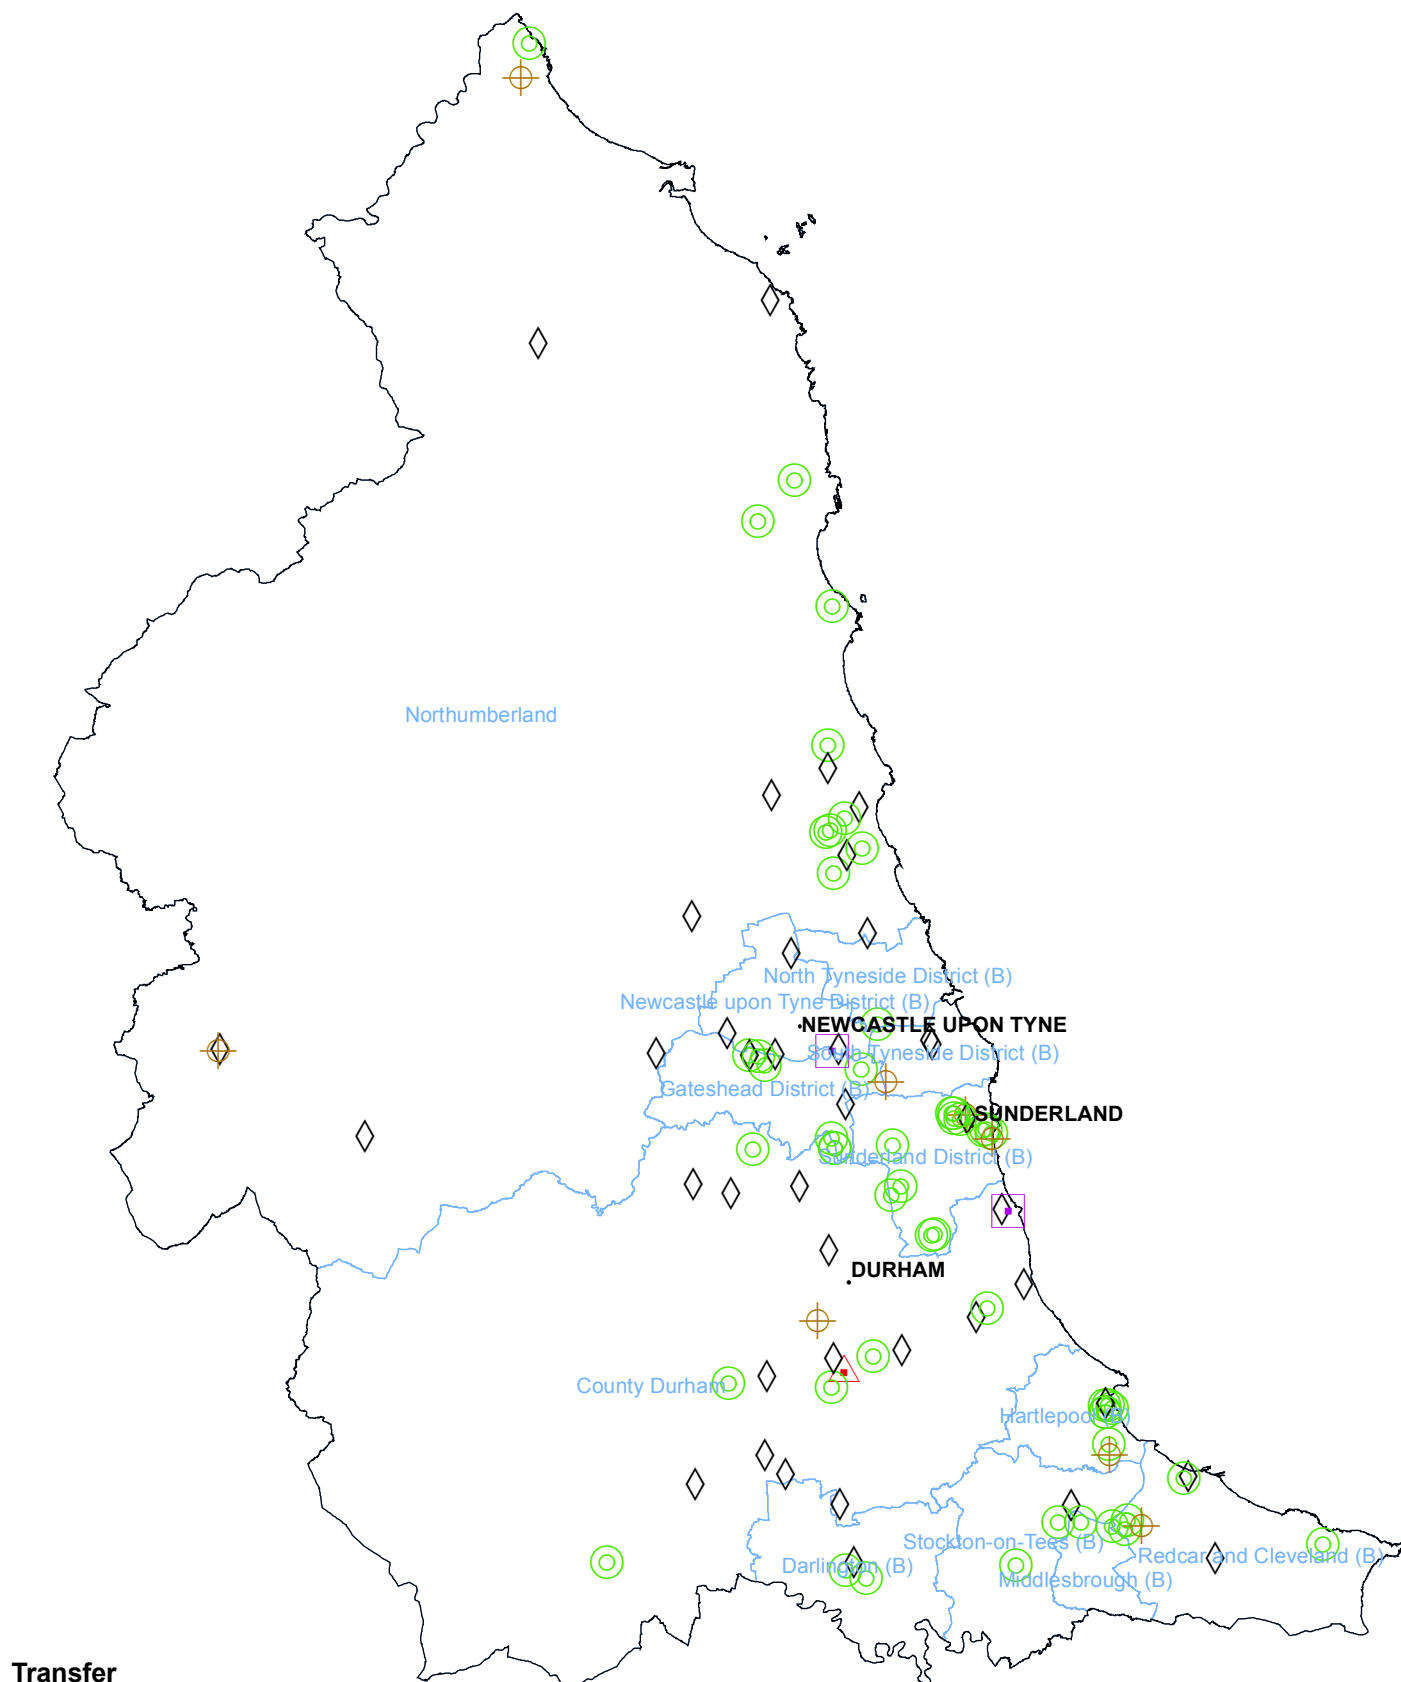 Northumberland
North Tyneside District (B)
Newcastle upon Tyne District (B)
NEWCASTLE UPON TYNE
South Tyneside District (B)
Gateshead District (B)
SUNDERLAND
Sunderland District (B)
DURHAM
County Durham
Hartlepool (B)
Stockton-on-Tees (B)
Redcar and Cleveland (B)
Darlington (B)
Middlesbrough (B)
Transfer